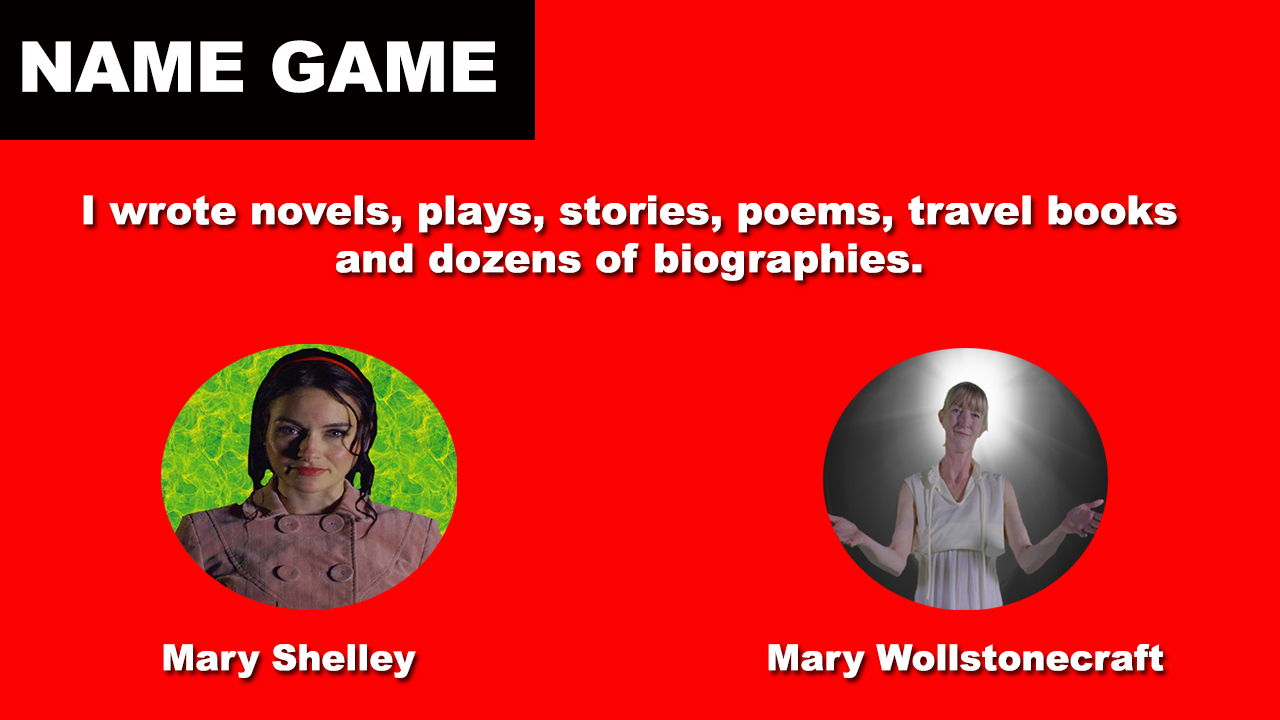 NAME GAME
I wrote novels, plays, stories, poems, travel books
and dozens of biographies.
Mary Shelley
Mary Wollstonecraft